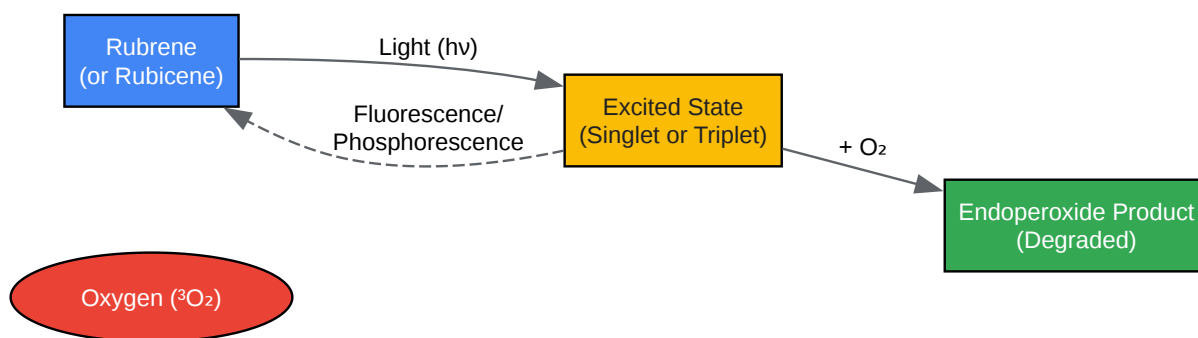 Rubrene
(or Rubicene)
Light (hν)
Fluorescence/
Phosphorescence
Excited State
(Singlet or Triplet)
+ O₂
Endoperoxide Product
(Degraded)
Oxygen (³O₂)